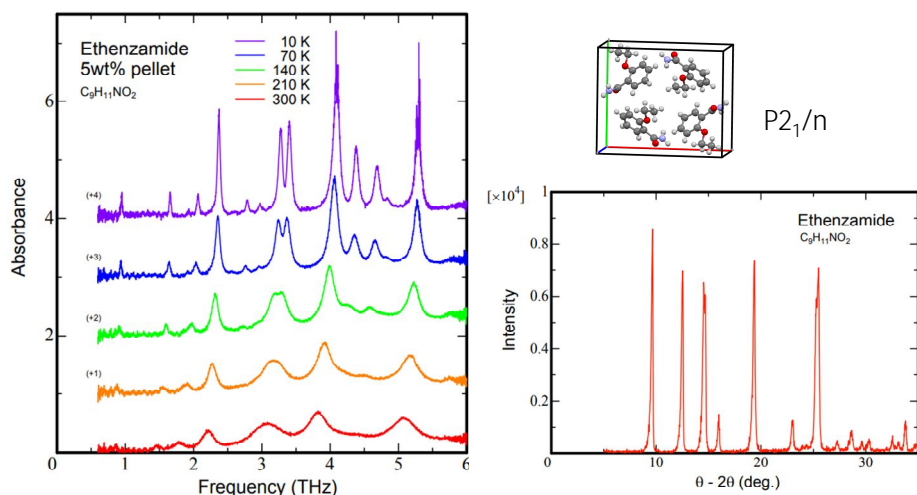 Ethenzamide
5wt% pellet
C9H11NO2
10 K
70 K
140 K
210 K
300 K
6
4
2
(+4)
(+3)
(+2)
(+1)
Absorbance
0 1 2 3 4 5 6
Frequency (THz)
P2₁/n
[×10⁴]
Ethenzamide
C₉H₁₁NO₂
1
0.8
0.6
0.4
0.2
0
Intensity
10 20 30
θ - 2θ (deg.)